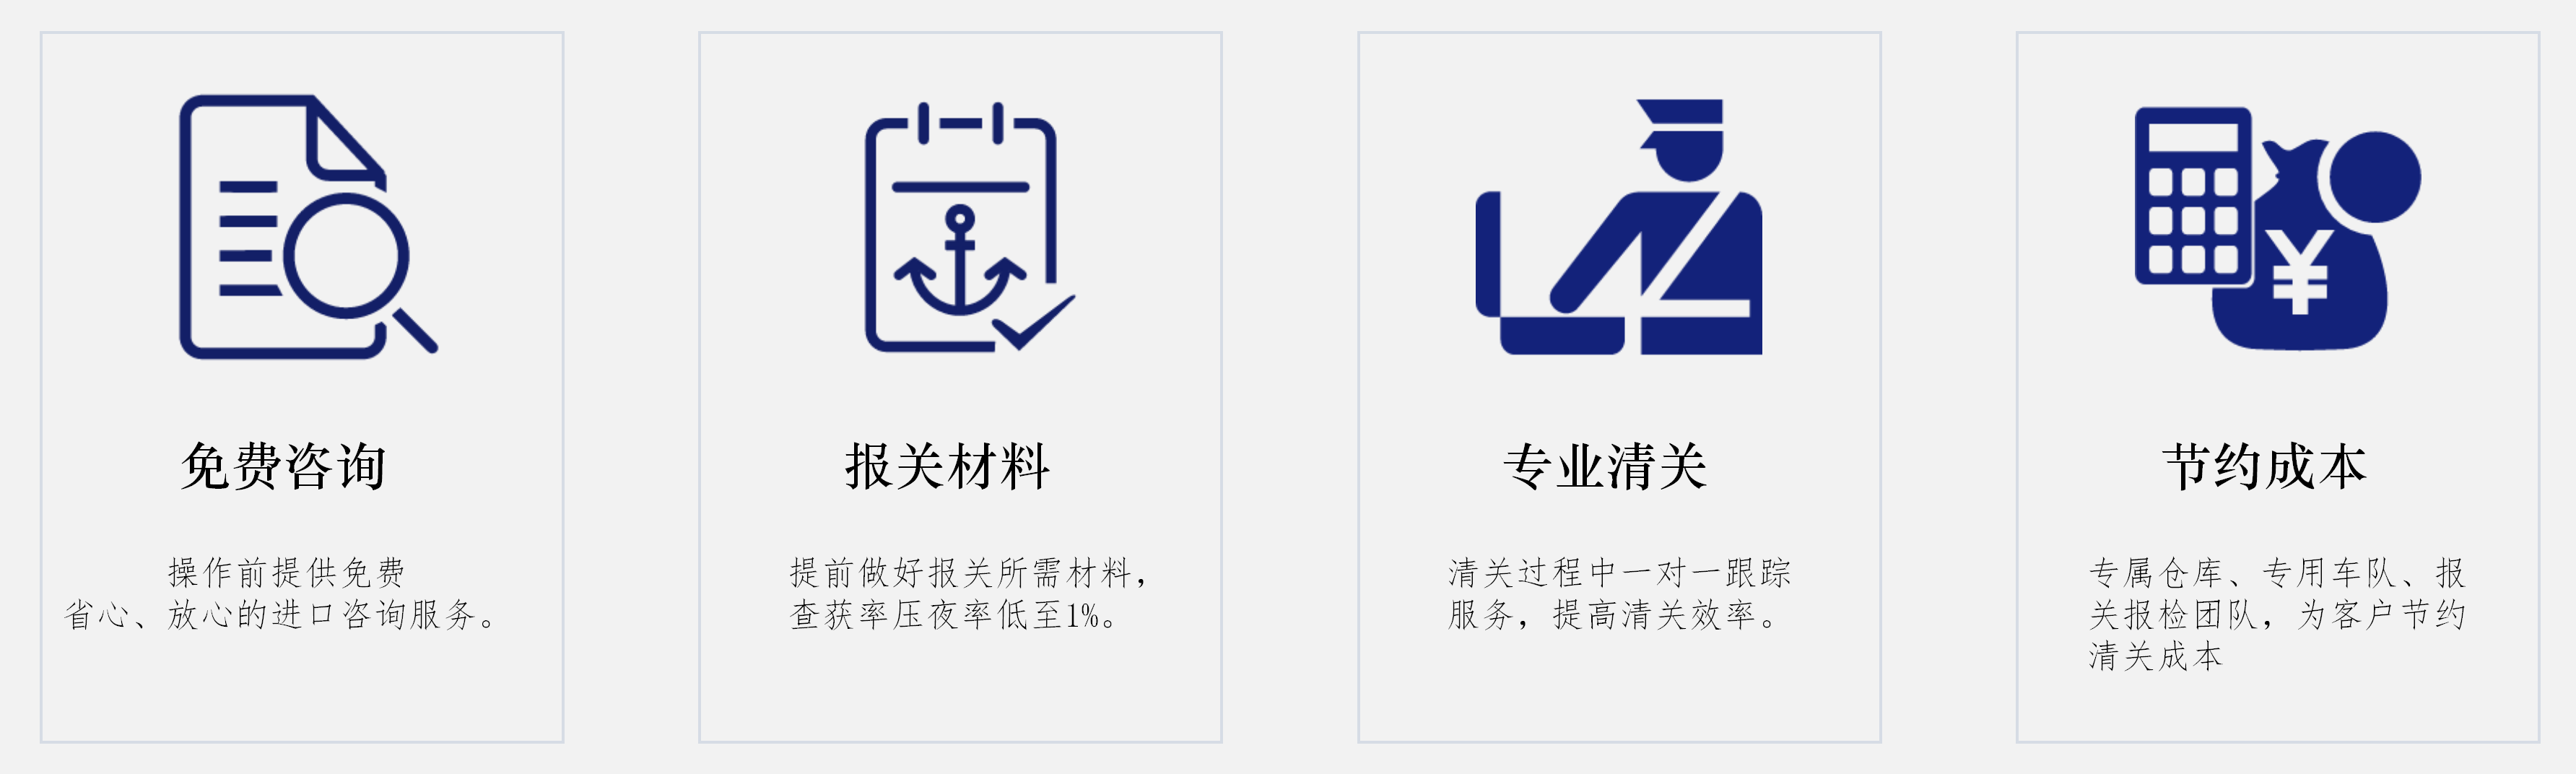 免费咨询
操作前提供免费
省心、放心的进口咨询服务。
报关材料
提前做好报关所需材料，
查获率压夜率低至1%。
专业清关
清关过程中一对一跟踪
服务，提高清关效率。
¥
节约成本
专属仓库、专用车队、报
关报检团队，为客户节约
清关成本